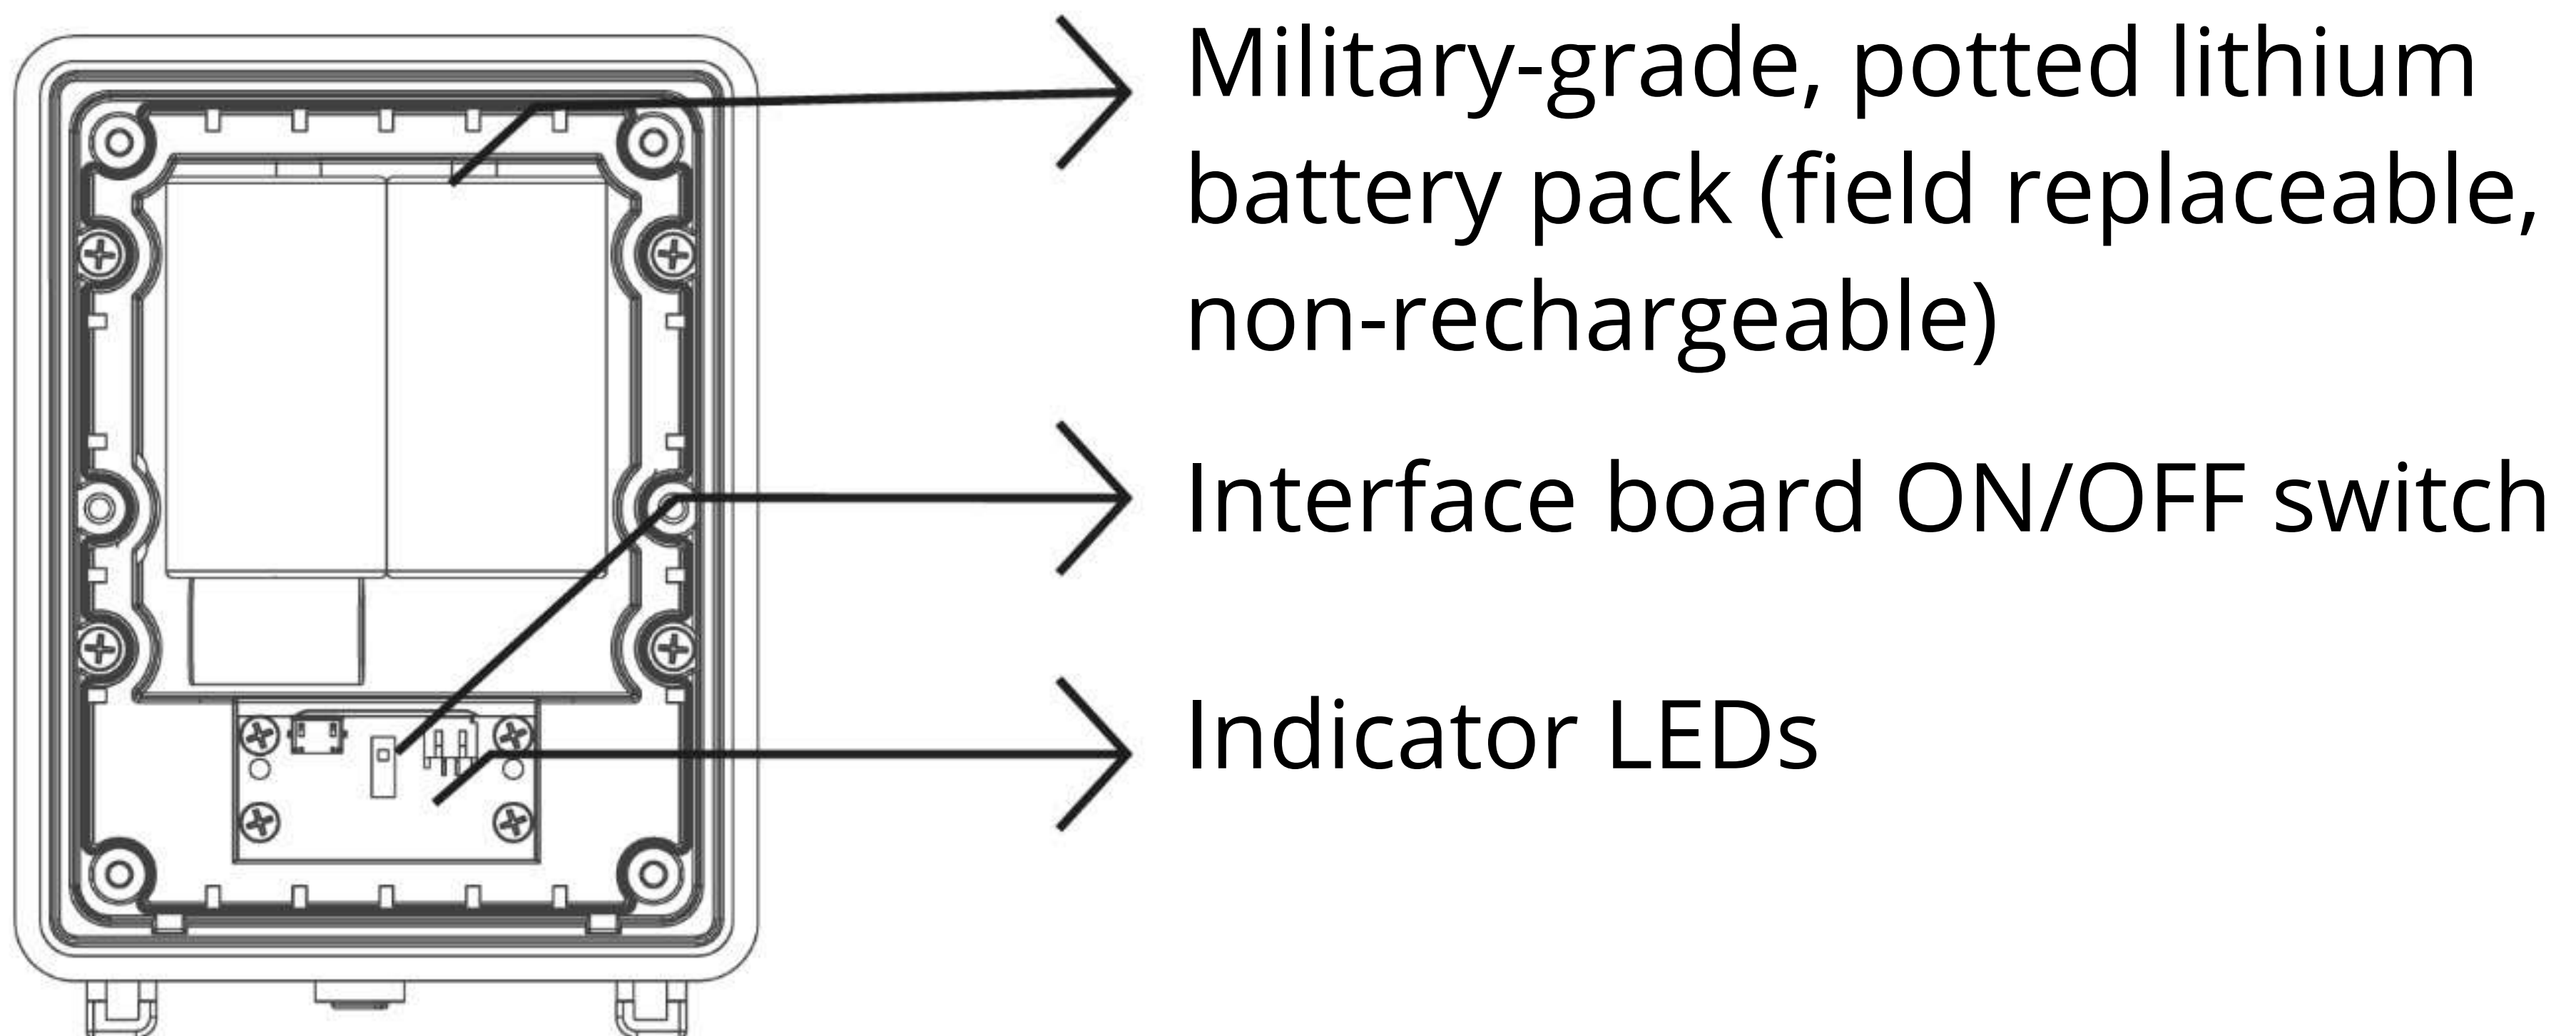 Military-grade, potted lithium
battery pack (field replaceable,
non-rechargeable)
Interface board ON/OFF switch
Indicator LEDs